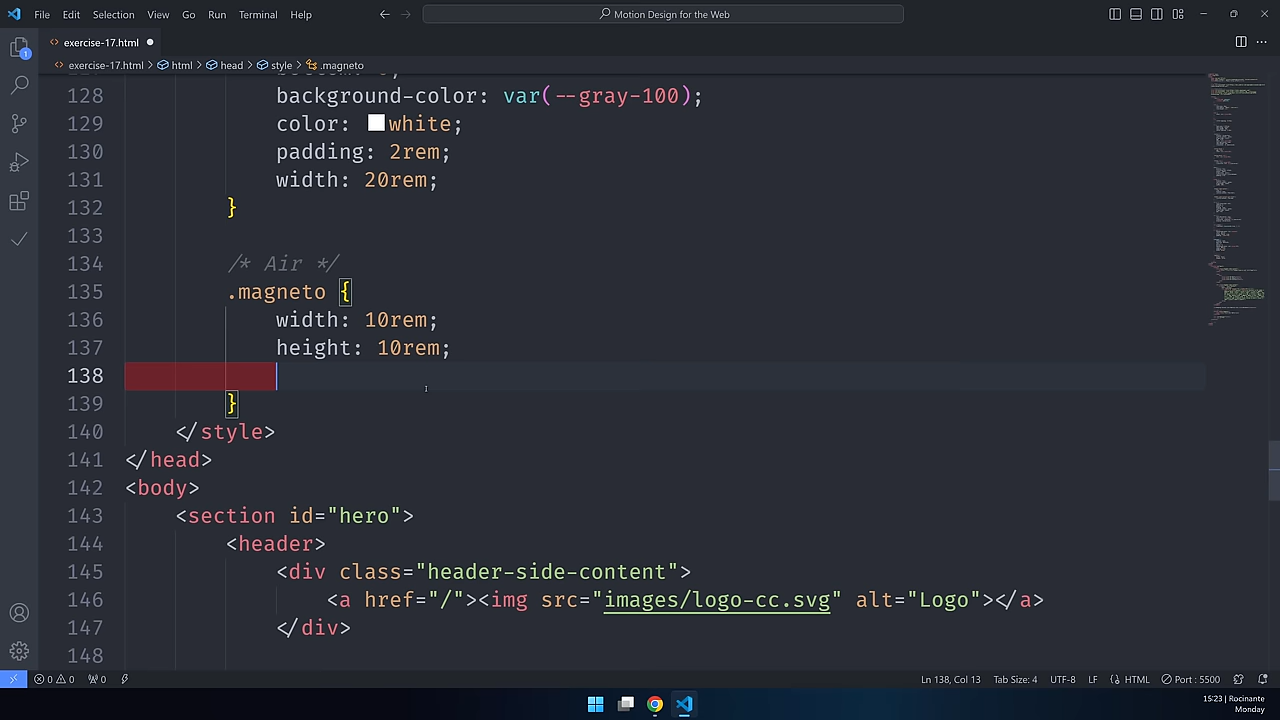 File Edit Selection View Go Run Terminal Help
Motion Design for the Web
exercise-17.html
exercise-17.html > html > head > style > .magneto
128 background-color: var(--gray-100);
129 color: white;
130 padding: 2rem;
131 width: 20rem;
132 }
133
134 /* Air */
135 .magneto {
136 width: 10rem;
137 height: 10rem;
138
139 }
140 </style>
141 </head>
142 <body>
143 <section id="hero">
144 <header>
145 <div class="header-side-content">
146 <a href="/"><img src="images/logo-cc.svg" alt="Logo"></a>
147 </div>
148
1
0 0 0 Ln 138, Col 13 Tab Size: 4 UTF-8 LF HTML Port : 5500
15:23 | Rocinante
Monday